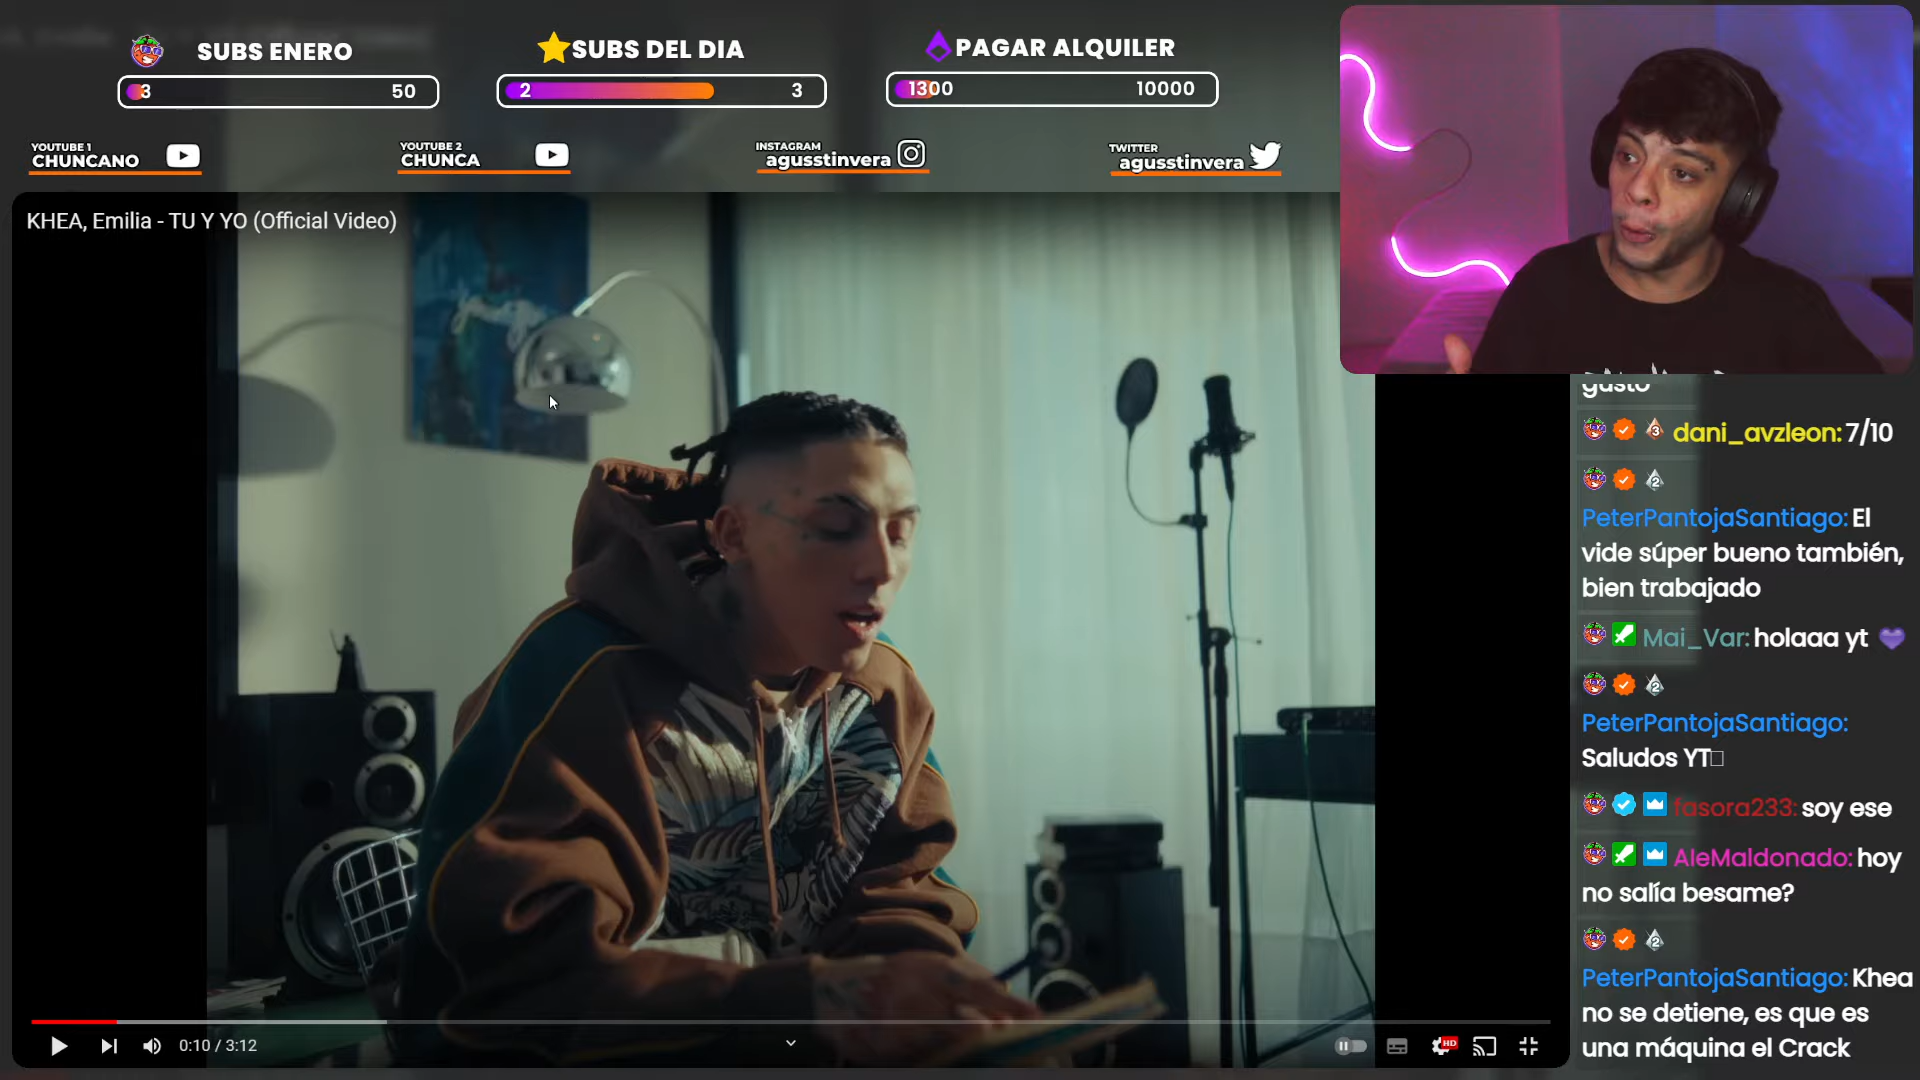 SUBS ENERO
3 50
SUBS DEL DIA
2 3
PAGAR ALQUILER
1300 10000
YOUTUBE 1
CHUNCANO
YOUTUBE 2
CHUNCA
INSTAGRAM
agusstinvera
TWITTER
agusstinvera
KHEA, Emilia - TU Y YO (Official Video)
gusto
dani_avzleon: 7/10
PeterPantojaSantiago: El
vide súper bueno también,
bien trabajado
Mai_Var: holaaa yt 💜
PeterPantojaSantiago:
Saludos YT□
fasora233: soy ese
AleMaldonado: hoy
no salía besame?
PeterPantojaSantiago: Khea
no se detiene, es que es
una máquina el Crack
0:10 / 3:12
HD